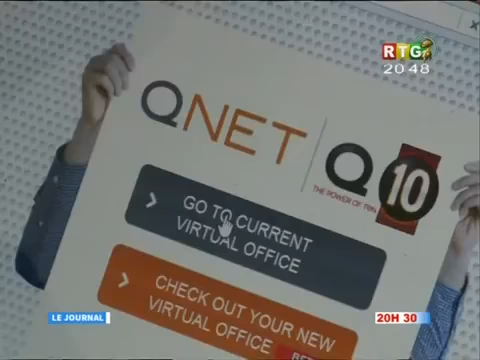 RTG
20 48
QNET
Q 10
THE POWER OF TEN
GO TO CURRENT
VIRTUAL OFFICE
CHECK OUT YOUR NEW
VIRTUAL OFFICE
LE JOURNAL
20H 30